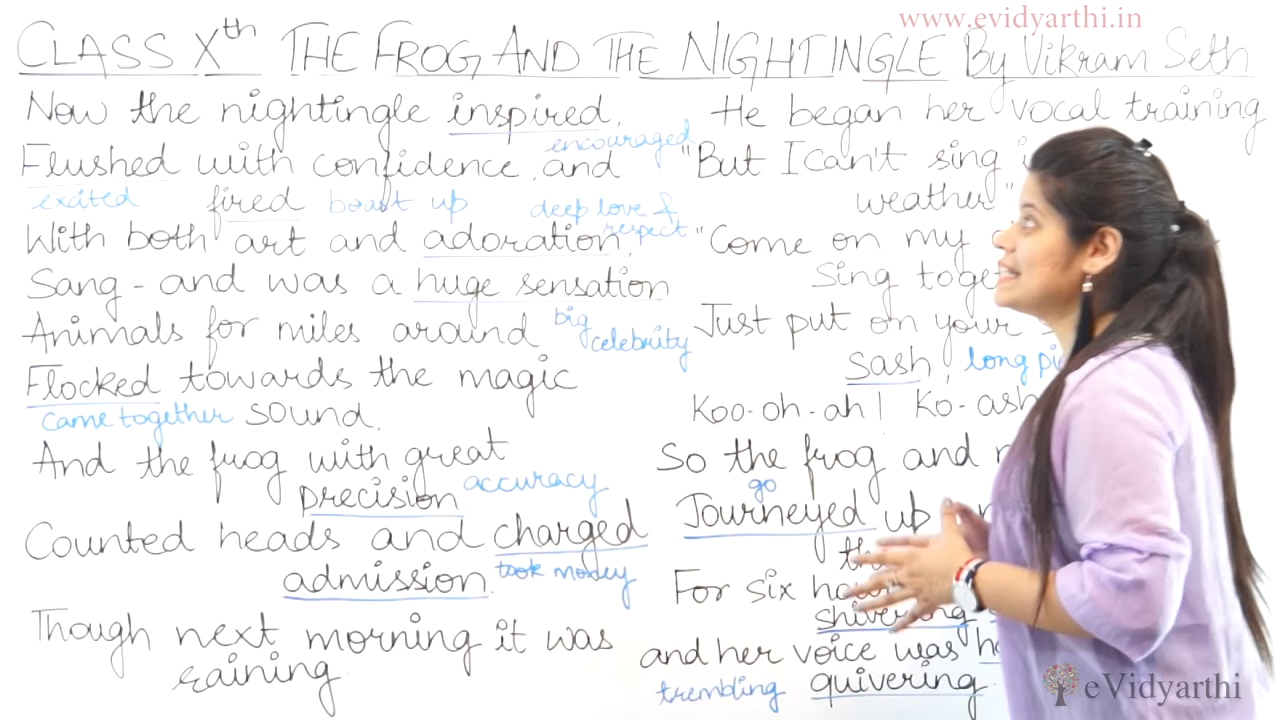 www.evidyarthi.in
CLASS Xth THE FROG AND THE NIGHTINGLE By Vikram Seth
Now the nightingle inspired,
encouraged
Flushed with confidence, and
excited fired boast up
deep love & respect
With both art and adoration,
Sang - and was a huge sensation
Animals for miles around
big celebrity
Flocked towards the magic
came together sound,
And the frog with great
precision accuracy
Counted heads and charged
admission. took money
Though next morning it was
raining
He began her vocal training
"But I can't sing
weather"
"Come on my
Sing
Just put on your
sash, long
Koo-oh-ah! Ko-ash
So the frog and
go
Journeyed up
For six
shivering
and her voice was
trembling quivering.
eVidyarthi